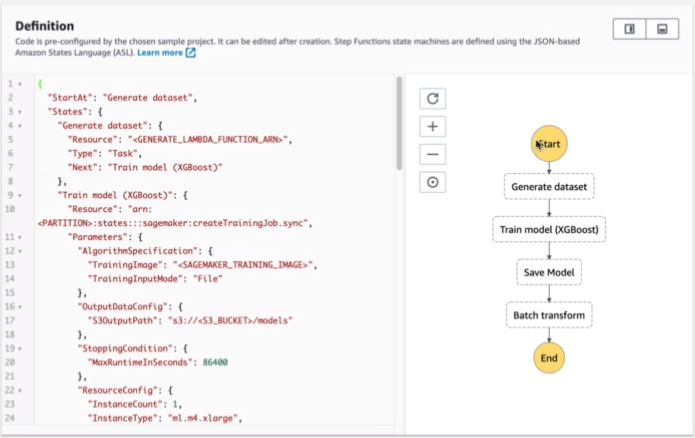 Definition
Code is pre-configured by the chosen sample project. It can be edited after creation. Step Functions state machines are defined using the JSON-based
Amazon States Language (ASL). Learn more
1 {
2 "StartAt": "Generate dataset",
3 "States": {
4 "Generate dataset": {
5 "Resource": "<GENERATE_LAMBDA_FUNCTION_ARN>",
6 "Type": "Task",
7 "Next": "Train model (XGBoost)"
8 },
9 "Train model (XGBoost)": {
10 "Resource": "arn:
<PARTITION>:states:::sagemaker:createTrainingJob.sync",
11 "Parameters": {
12 "AlgorithmSpecification": {
13 "TrainingImage": "<SAGEMAKER_TRAINING_IMAGE>",
14 "TrainingInputMode": "File"
15 },
16 "OutputDataConfig": {
17 "S3OutputPath": "s3://<S3_BUCKET>/models"
18 },
19 "StoppingCondition": {
20 "MaxRuntimeInSeconds": 86400
21 },
22 "ResourceConfig": {
23 "InstanceCount": 1,
24 "InstanceType": "ml.m4.xlarge",
Start
Generate dataset
Train model (XGBoost)
Save Model
Batch transform
End